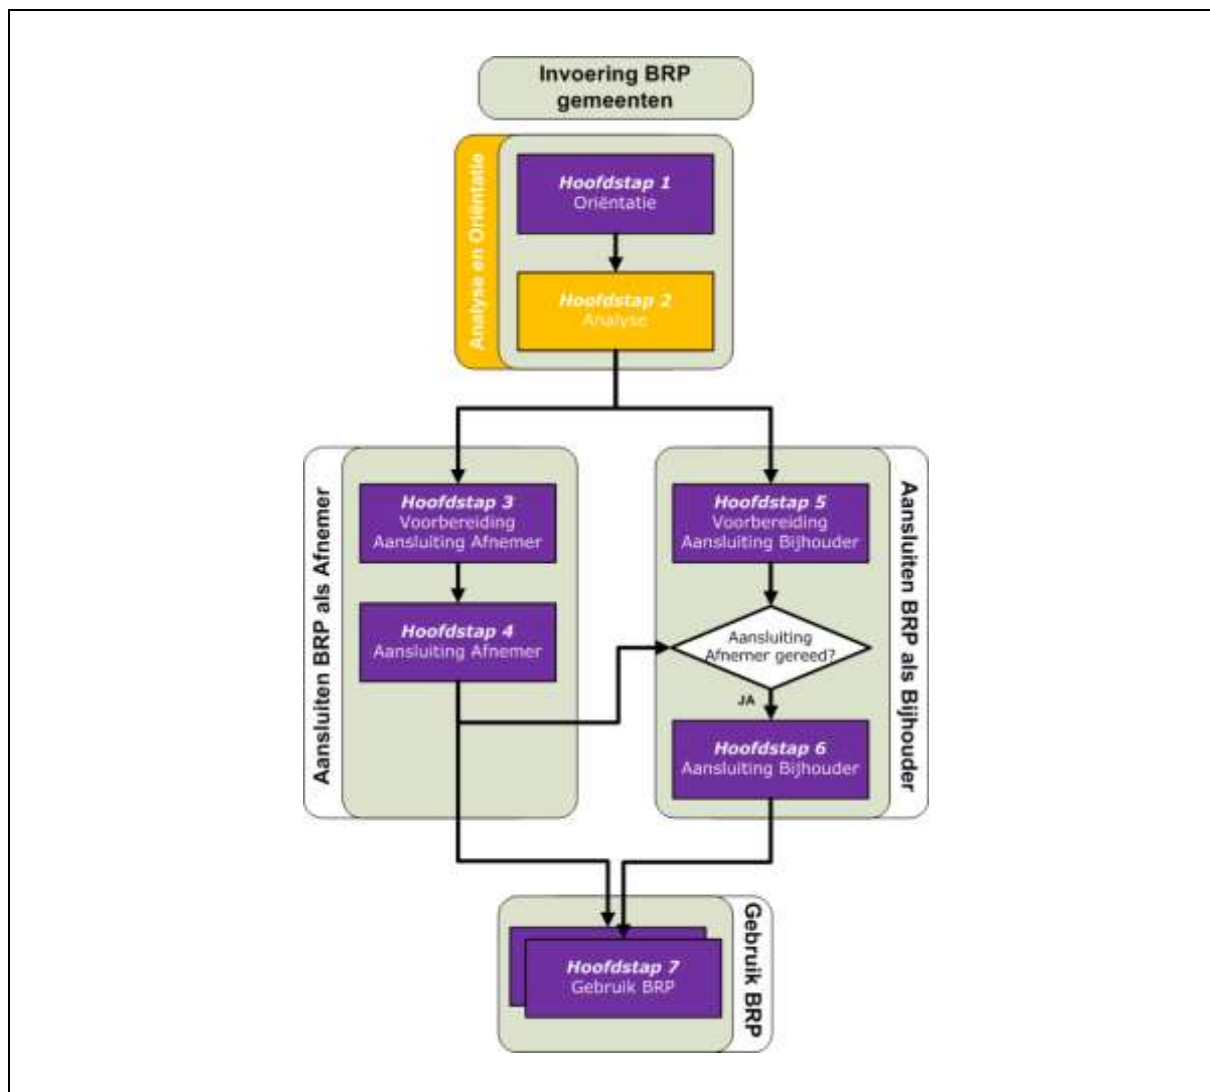 Invoering BRP
gemeenten
Analyse en Oriëntatie
Hoofdstap 1
Oriëntatie
Hoofdstap 2
Analyse
Aansluiten BRP als Afnemer
Hoofdstap 3
Voorbereiding
Aansluiting Afnemer
Hoofdstap 4
Aansluiting Afnemer
Aansluiten BRP als Bijhouder
Hoofdstap 5
Voorbereiding
Aansluiting Bijhouder
Aansluiting
Afnemer gereed?
JA
Hoofdstap 6
Aansluiting Bijhouder
Gebruik BRP
Hoofdstap 7
Gebruik BRP